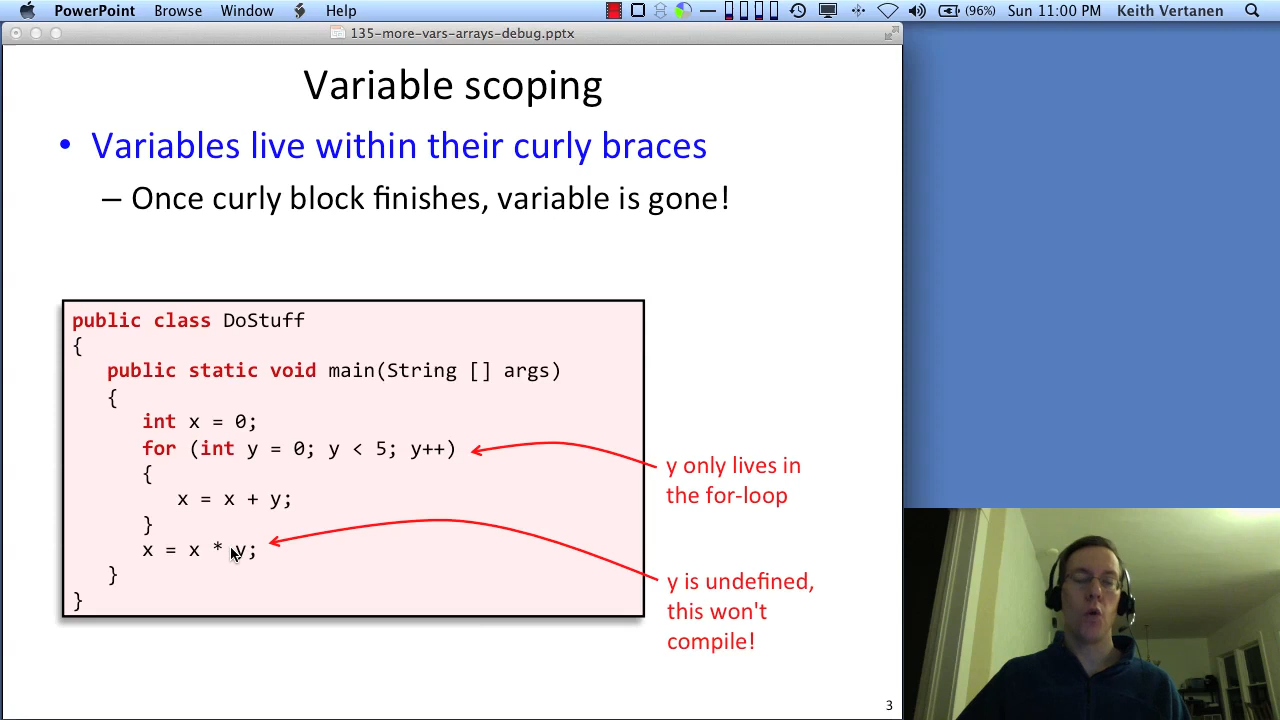 PowerPoint Browse Window Help (96%) Sun 11:00 PM Keith Vertanen
135-more-vars-arrays-debug.pptx
Variable scoping
• Variables live within their curly braces
– Once curly block finishes, variable is gone!
public class DoStuff
{
public static void main(String [] args)
{
int x = 0;
for (int y = 0; y < 5; y++)
{
x = x + y;
}
x = x * y;
}
}
y only lives in
the for-loop
y is undefined,
this won't
compile!
3